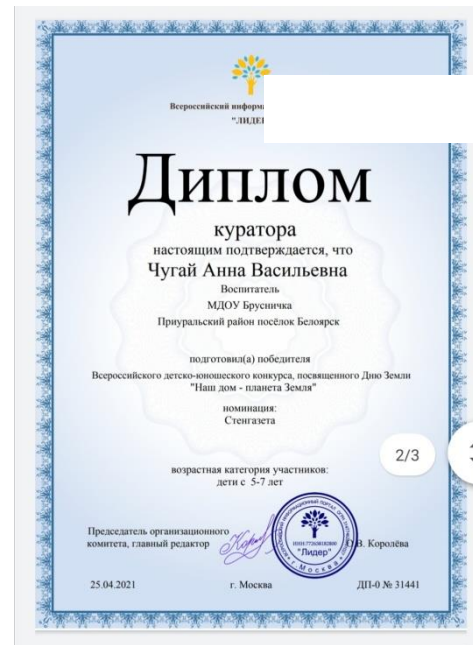 Всероссийский
"ЛИДЕР
Диплом
куратора
настоящим подтверждается, что
Чугай Анна Васильевна
Воспитатель
МДОУ Брусничка
Приуральский район посёлок Белоярск
подготовил(а) победителя
Всероссийского детско-юношеского конкурса, посвященного Дню Земли
"Наш дом - планета Земля"
номинация:
Стенгазета
2/3
возрастная категория участников:
дети с 5-7 лет
Председатель организационного
комитета, главный редактор
"Лидер"
г. Москва
Королёва
25.04.2021 г. Москва ДП-0 № 31441